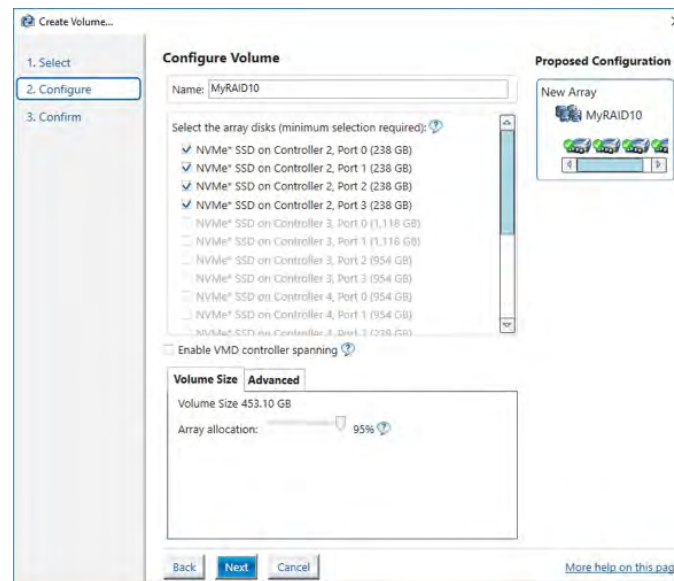 Create Volume...
1. Select
2. Configure
3. Confirm
Configure Volume
Name: MyRAID10
Select the array disks (minimum selection required):
NVMe* SSD on Controller 2, Port 0 (238 GB)
NVMe* SSD on Controller 2, Port 1 (238 GB)
NVMe* SSD on Controller 2, Port 2 (238 GB)
NVMe* SSD on Controller 2, Port 3 (238 GB)
NVMe* SSD on Controller 3, Port 0 (1,118 GB)
NVMe* SSD on Controller 3, Port 1 (1,118 GB)
NVMe* SSD on Controller 3, Port 2 (954 GB)
NVMe* SSD on Controller 3, Port 3 (954 GB)
NVMe* SSD on Controller 4, Port 0 (954 GB)
NVMe* SSD on Controller 4, Port 1 (954 GB)
NVMe* SSD on Controller 4, Port
Enable VMD controller spanning
Volume Size Advanced
Volume Size 453.10 GB
Array allocation: 95%
Back Next Cancel
Proposed Configuration
New Array
MyRAID10
More help on this pag